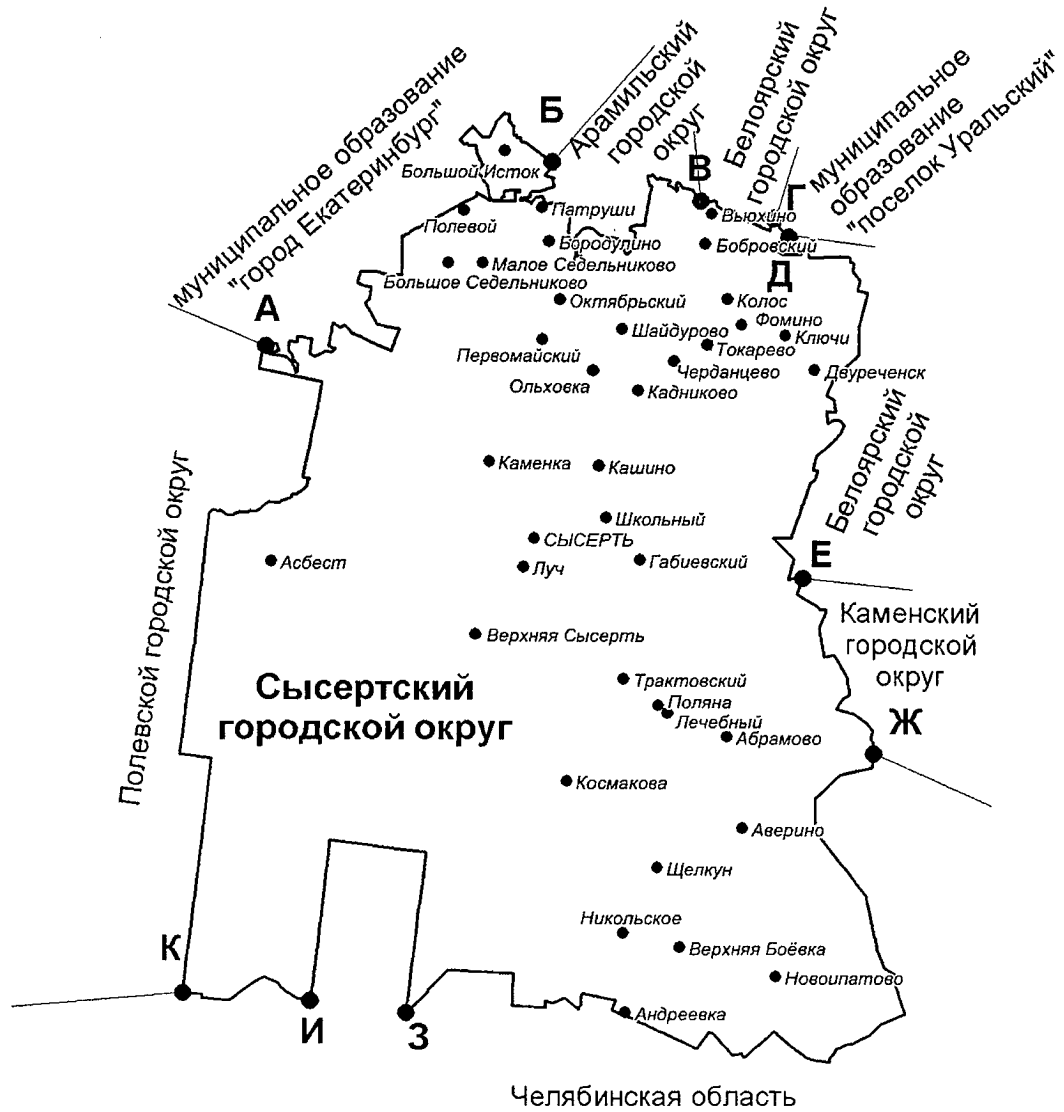 муниципальное образование
"город Екатеринбург"
Арамильский
городской
округ
Белоярский
городской округ
муниципальное
образование
"поселок Уральский"
Б
Большой Исток
В
Г
Вьюхино
Полевой
Патруши
Бородулино
Бобровский
Малое Седельниково
Д
Большое Седельниково
А
Октябрьский
Колос
Шайдурово
Фомино
Ключи
Первомайский
Токарево
Черданцево
Двуреченск
Ольховка
Кадниково
Белоярский
городской
округ
Каменка
Кашино
Школьный
СЫСЕРТЬ
Е
Асбест
Луч
Габиевский
Полевской городской округ
Каменский
городской
округ
Верхняя Сысерть
Сысертский
городской округ
Трактовский
Поляна
Лечебный
Абрамово
Ж
Космакова
Аверино
Щелкун
Никольское
Верхняя Боёвка
К
Новоипатово
Андреевка
И
З
Челябинская область